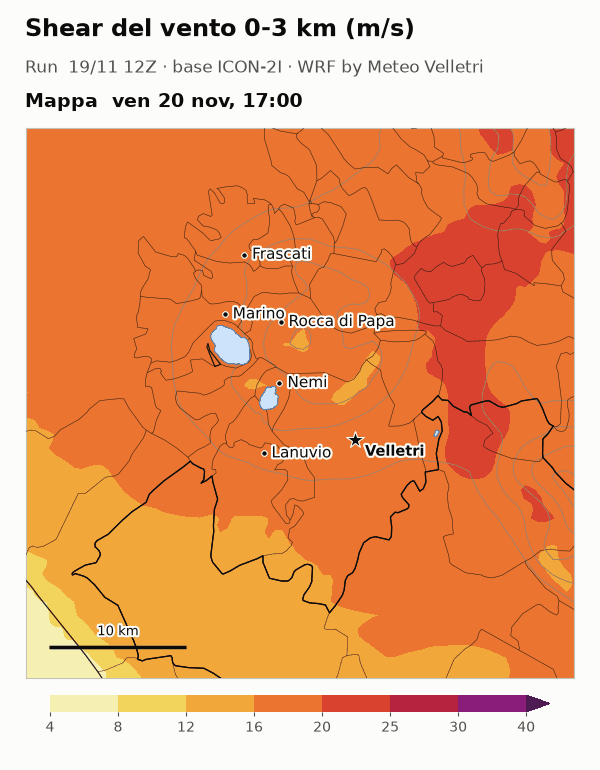 Shear del vento 0-3 km (m/s)
Run  19/11 12Z · base ICON-2I · WRF by Meteo Velletri
Mappa  ven 20 nov, 17:00
Frascati
Marino
Rocca di Papa
Nemi
Velletri
Lanuvio
10 km
4 8 12 16 20 25 30 40